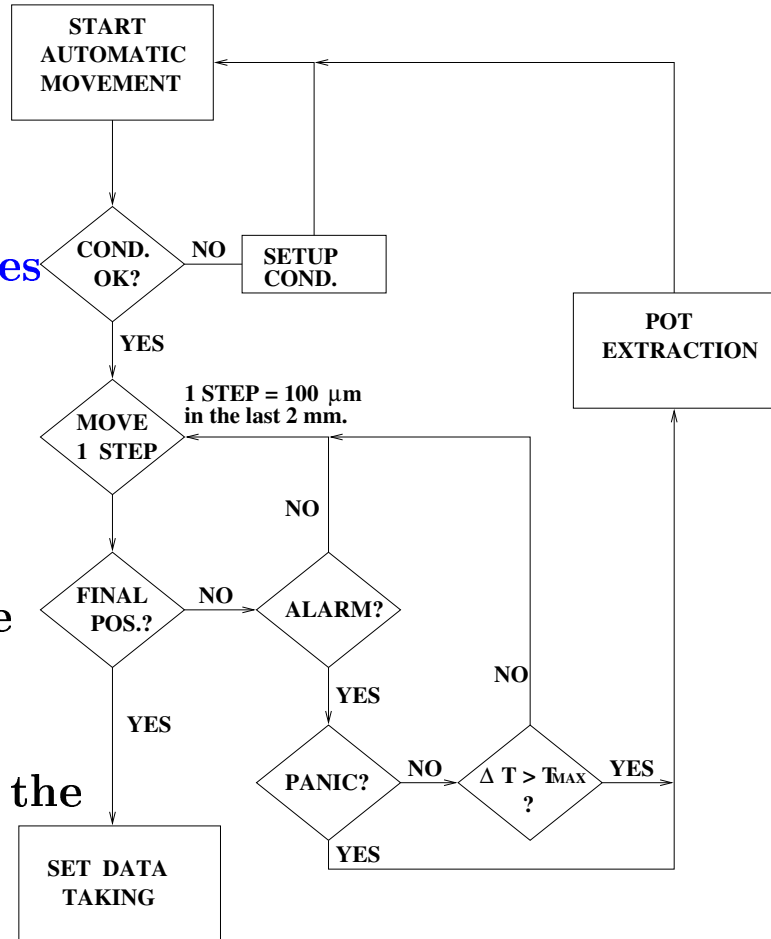 START
AUTOMATIC
MOVEMENT
COND.
OK?
NO
SETUP
COND.
es
YES
POT
EXTRACTION
1 STEP = 100 μm
in the last 2 mm.
MOVE
1 STEP
NO
FINAL
POS.?
NO
ALARM?
e
NO
YES
YES
PANIC?
NO
Δ T > TMAX
?
YES
the
YES
SET DATA
TAKING